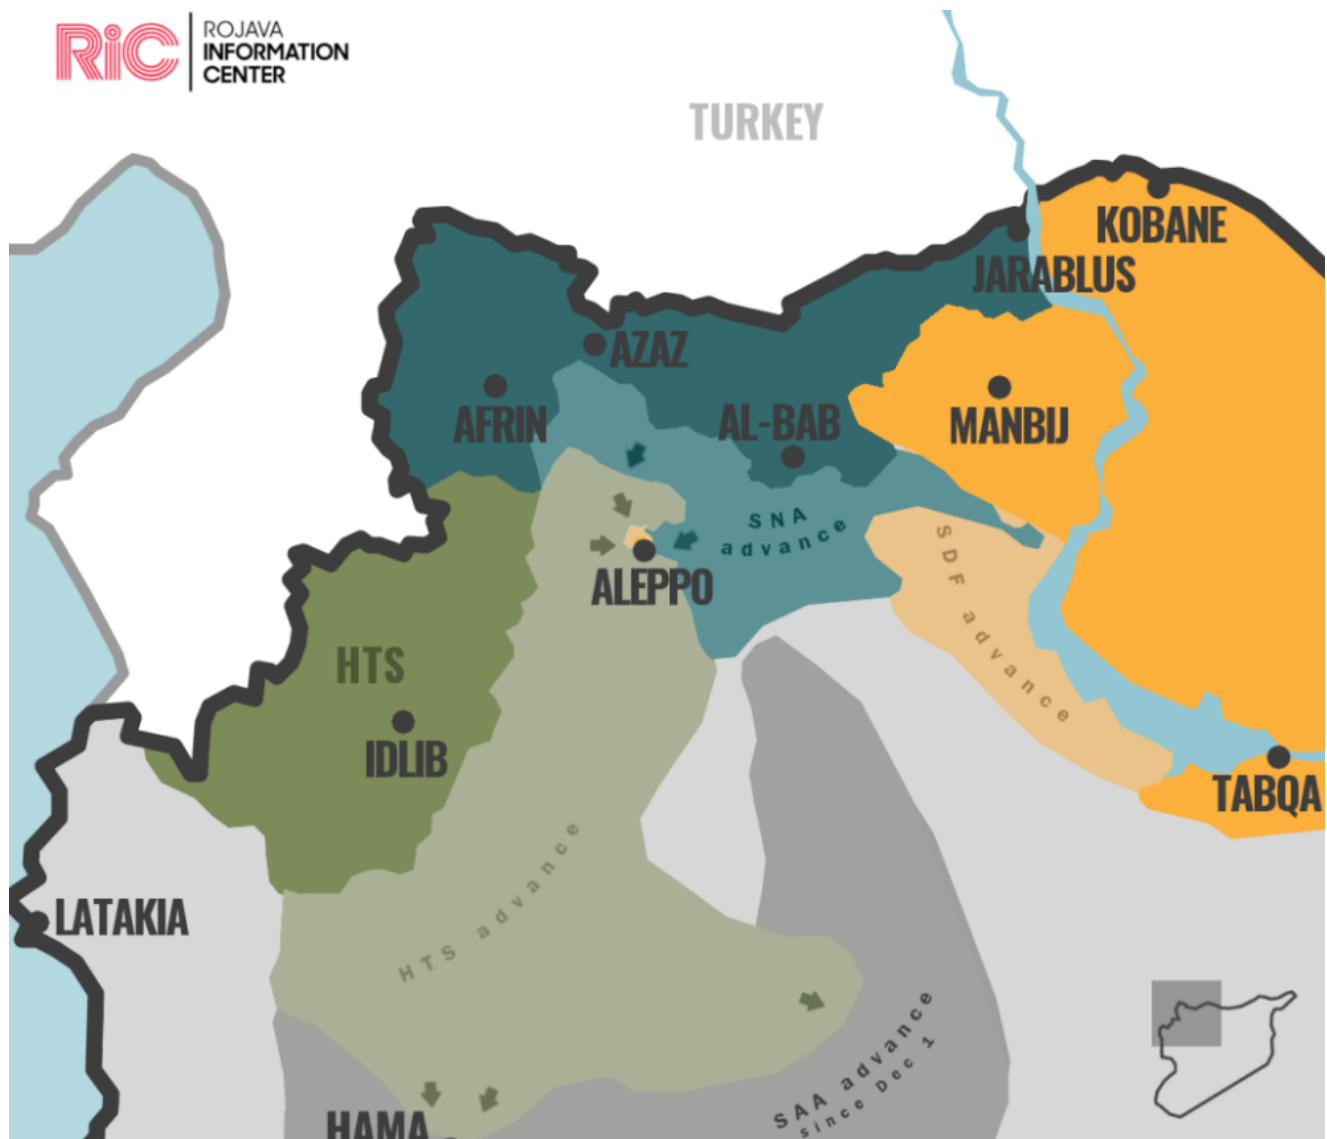 RiC
ROJAVA
INFORMATION
CENTER
TURKEY
KOBANE
JARABLUS
AZAZ
AFRIN
AL-BAB
MANBIJ
SNA
advance
SDF advance
ALEPPO
HTS
IDLIB
TABQA
HTS advance
LATAKIA
SAA advance
since Dec 1
HAMA